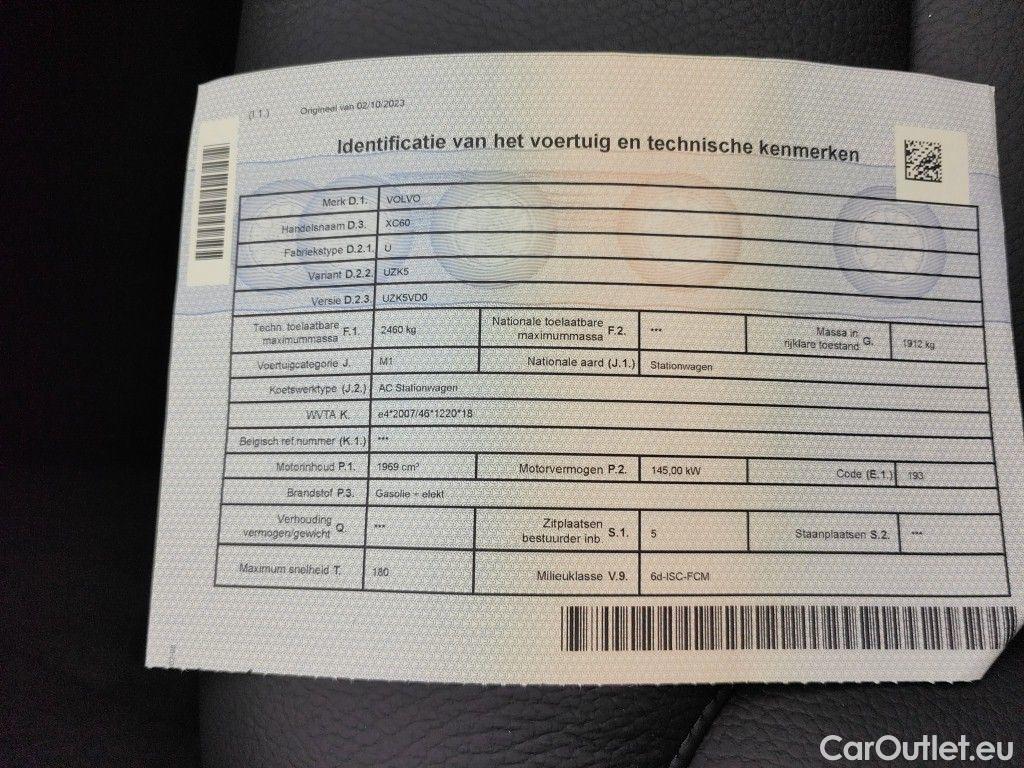 (I.1.) Origineel van 02/10/2023
Identificatie van het voertuig en technische kenmerken
Merk D.1. VOLVO
Handelsnaam D.3. XC60
Fabriekstype D.2.1. U
Variant D.2.2. UZK5
Versie D.2.3. UZK5VD0
Techn. toelaatbare maximummassa F.1. 2460 kg Nationale toelaatbare maximummassa F.2. *** Massa in rijklare toestand G. 1912 kg
Voertuigcategorie J. M1 Nationale aard (J.1.) Stationwagen
Koetswerktype (J.2.) AC Stationwagen
WVTA K. e4*2007/46*1220*18
Belgisch ref.nummer (K.1.) ***
Motorinhoud P.1. 1969 cm³ Motorvermogen P.2. 145,00 kW Code (E.1.) 193
Brandstof P.3. Gasolie + elekt
Verhouding vermogen/gewicht Q. *** Zitplaatsen bestuurder inb. S.1. 5 Staanplaatsen S.2. ***
Maximum snelheid T. 180 Milieuklasse V.9. 6d-ISC-FCM
CarOutlet.eu